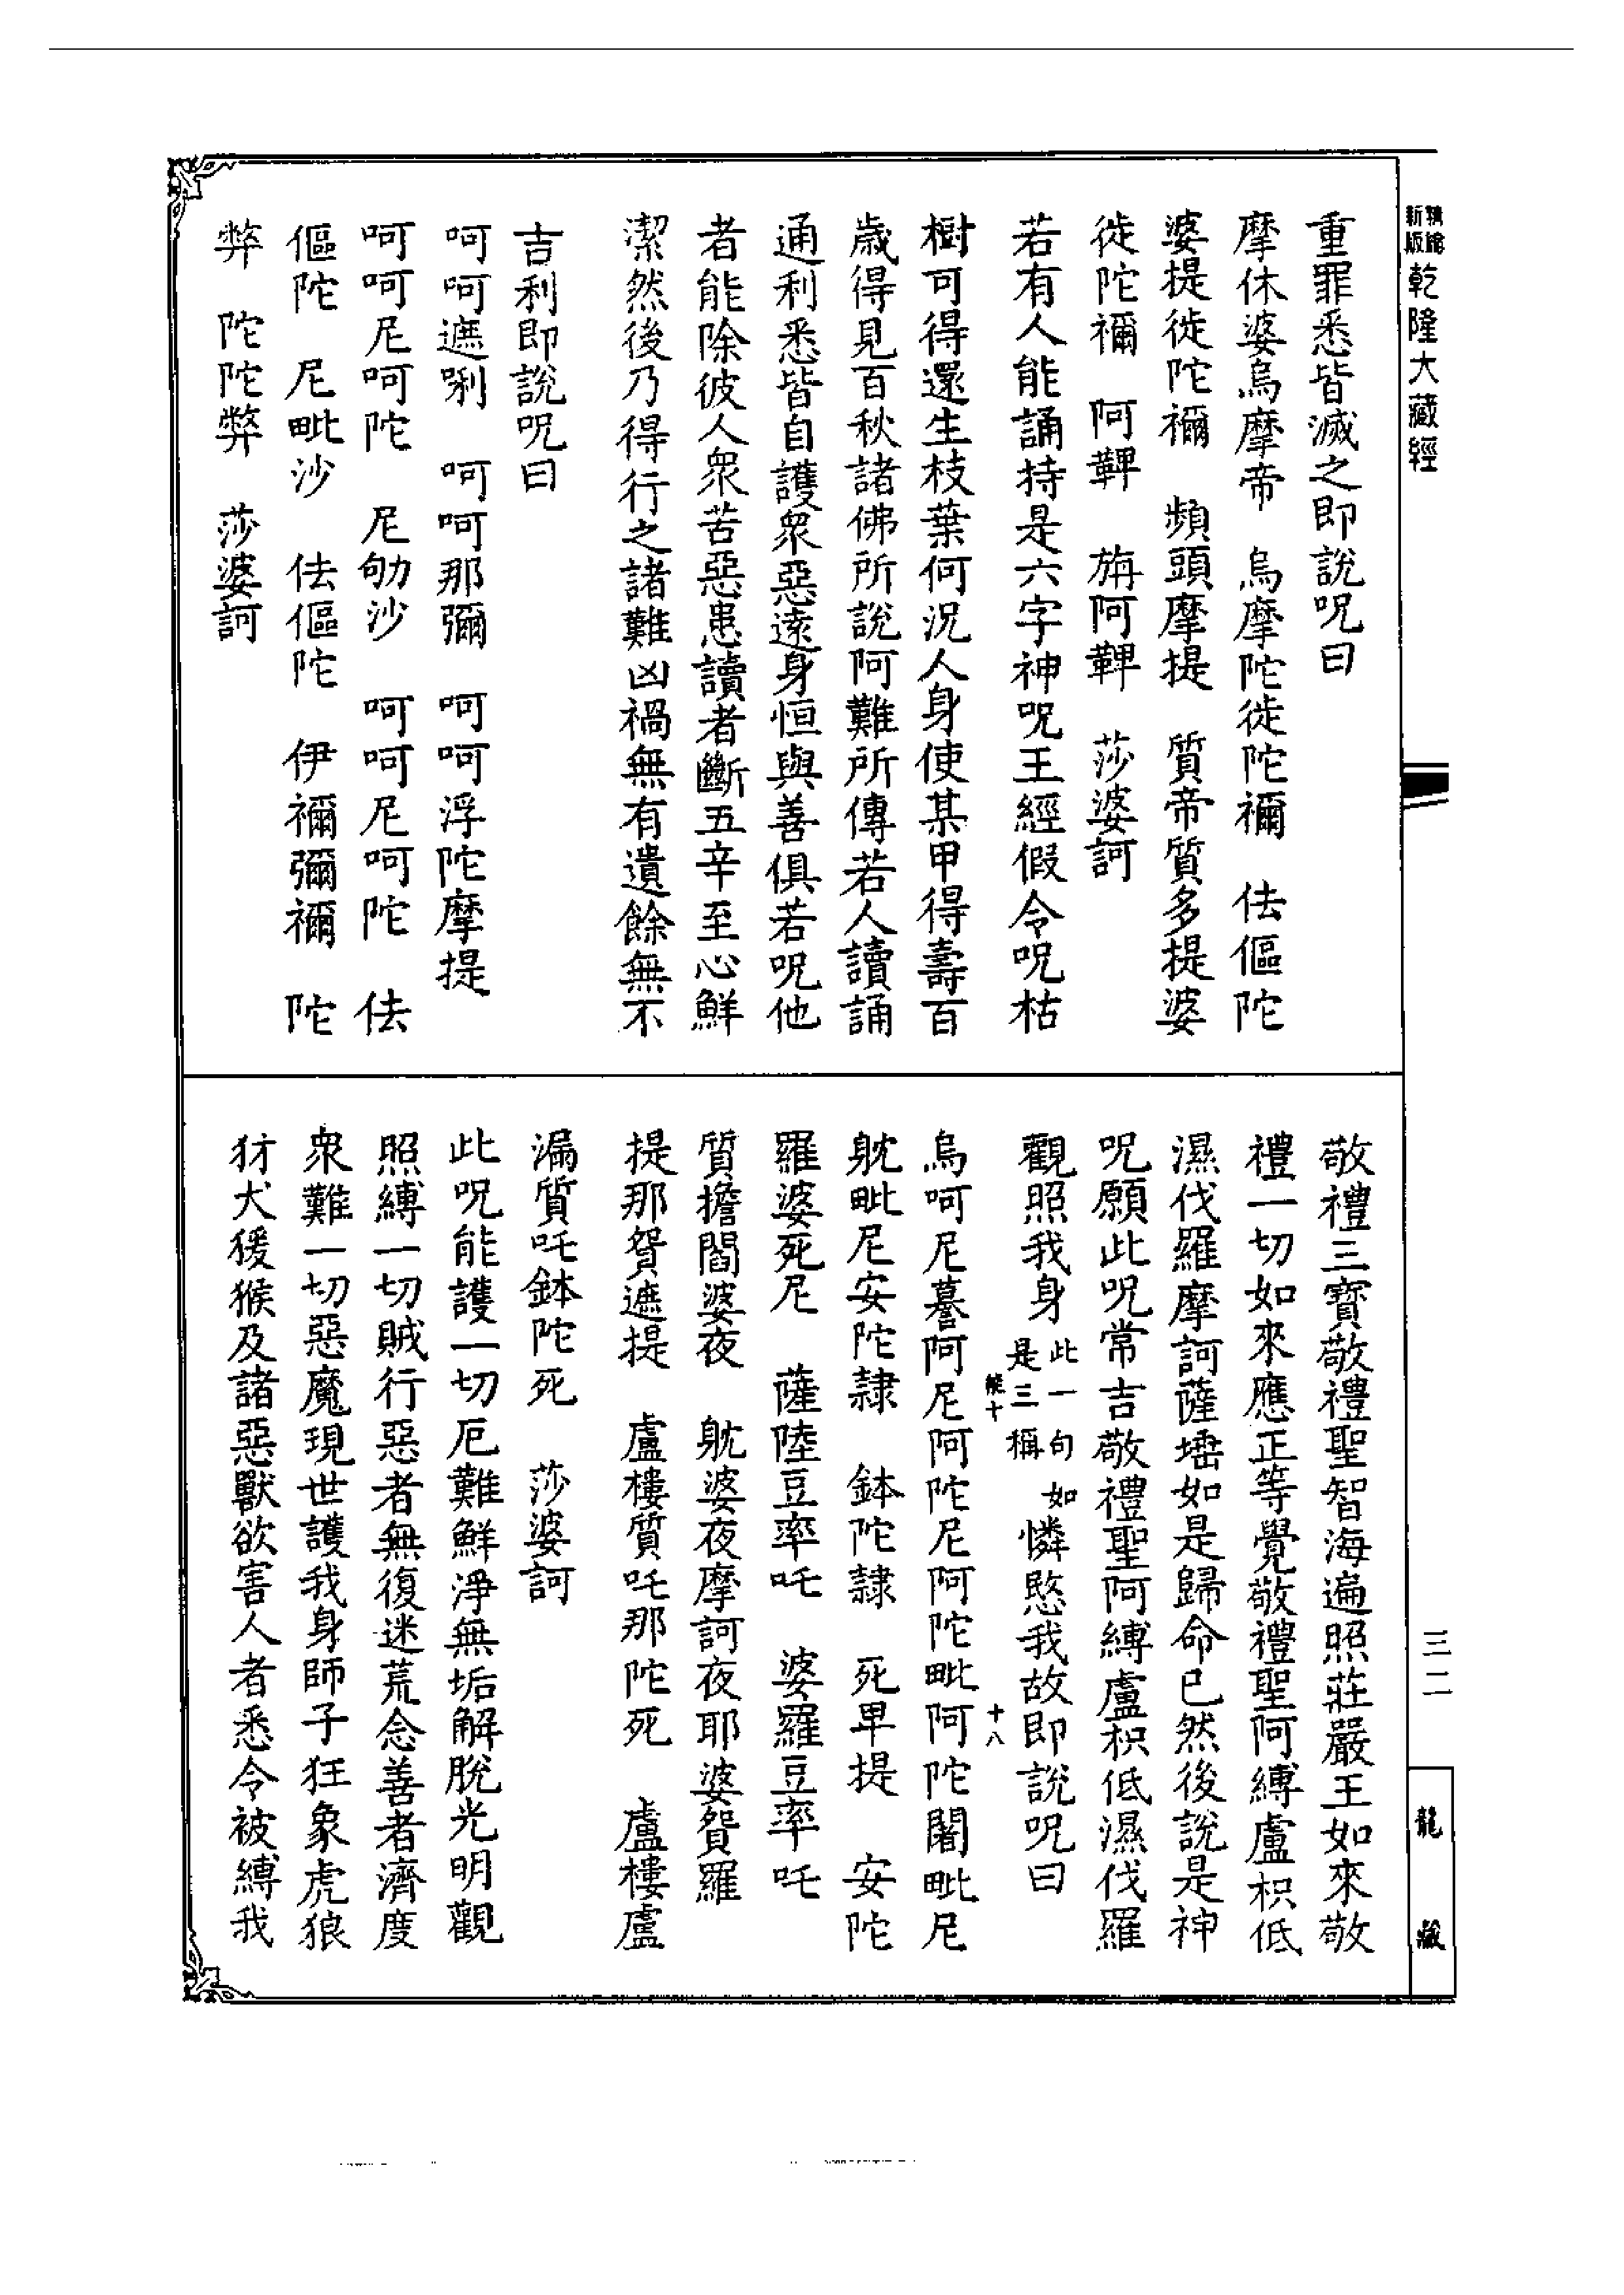 精繪新版乾隆大藏經
重罪悉皆滅之即說呪曰
摩休婆烏摩帝　烏摩陀徙陀禰　佉傴陀
婆提徙陀禰　頻頭摩提　質帝質多提婆
徙陀禰　阿鞞　旃阿鞞　莎婆訶
若有人能誦持是六字神呪王經假令呪枯
樹可得還生枝葉何況人身使某甲得壽百
歲得見百秋諸佛所說阿難所傳若人讀誦
通利悉皆自護眾惡遠身恒與善俱若呪他
者能除彼人眾苦惡患讀者斷五辛至心鮮
潔然後乃得行之諸難凶禍無有遺餘無不
吉利即說呪曰
呵呵遮唎　呵呵那彌　呵呵浮陀摩提
呵呵尼呵陀　尼劬沙　呵呵尼呵陀　佉
傴陀　尼毗沙　佉傴陀　伊禰彌禰　陀
弊　陀陀弊　莎婆訶
敬禮三寶敬禮聖智海遍照莊嚴王如來敬
禮一切如來應正等覺敬禮聖阿縛盧枳低
濕伐羅摩訶薩埵如是歸命已然後說是神
呪願此呪常吉敬禮聖阿縛盧枳低濕伐羅
觀照我身此一句如是三稱憐愍我故即說呪曰
十八
烏呵尼蓦阿尼阿陀尼阿陀毗阿陀闍毗尼
躭毗尼安陀隸　鉢陀隸　死卑提　安陀
羅婆死尼　薩陸豆率吒　婆羅豆率吒
質擔閻婆夜　躭婆夜摩訶夜耶婆賀羅
提那賀遮提　盧樓質吒那陀死　盧樓盧
漏質吒鉢陀死　莎婆訶
此呪能護一切厄難鮮淨無垢解脫光明觀
照縛一切賊行惡者無復迷荒念善者濟度
眾難一切惡魔現世護我身師子狂象虎狼
犲犬猨猴及諸惡獸欲害人者悉令被縛我
三二
龍藏